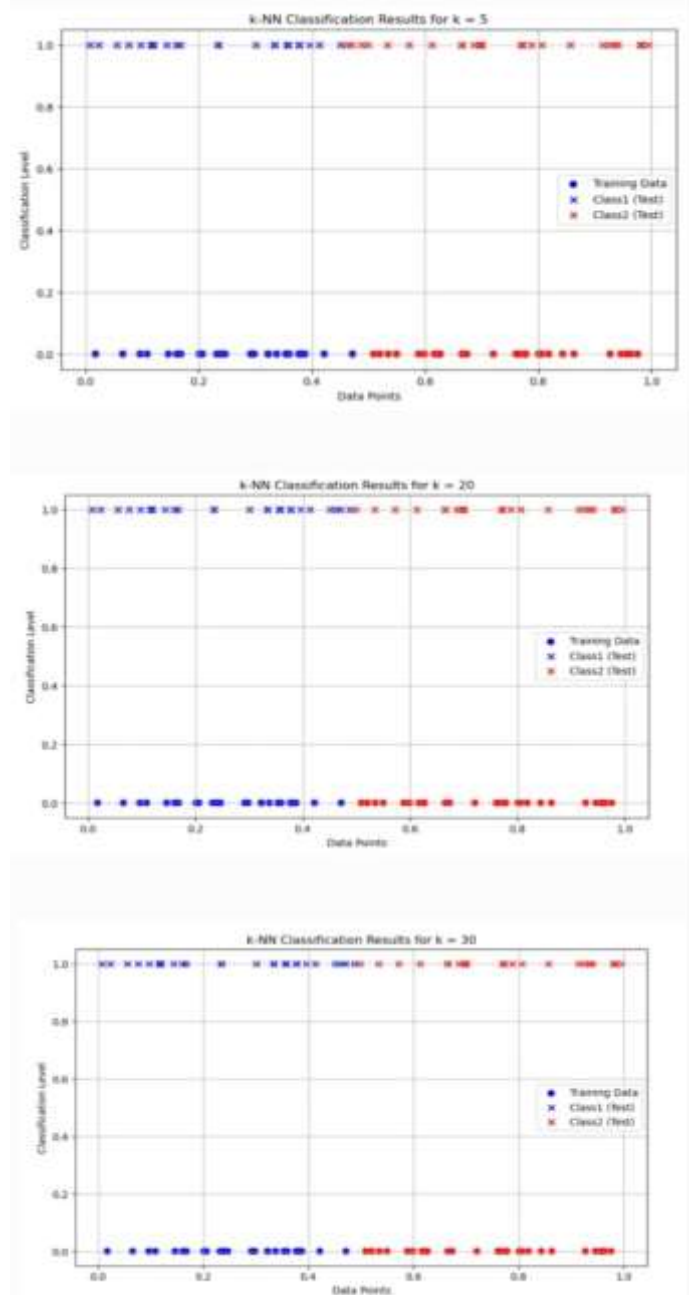 k-NN Classification Results for k = 5
1.0
0.8
0.6
0.4
0.2
0.0
Classification Level
Training Data
Class1 (Test)
Class2 (Test)
0.0 0.2 0.4 0.6 0.8 1.0
Data Points
k-NN Classification Results for k = 20
1.0
0.8
0.6
0.4
0.2
0.0
Classification Level
Training Data
Class1 (Test)
Class2 (Test)
0.0 0.2 0.4 0.6 0.8 1.0
Data Points
k-NN Classification Results for k = 30
1.0
0.8
0.6
0.4
0.2
0.0
Classification Level
Training Data
Class1 (Test)
Class2 (Test)
0.0 0.2 0.4 0.6 0.8 1.0
Data Points